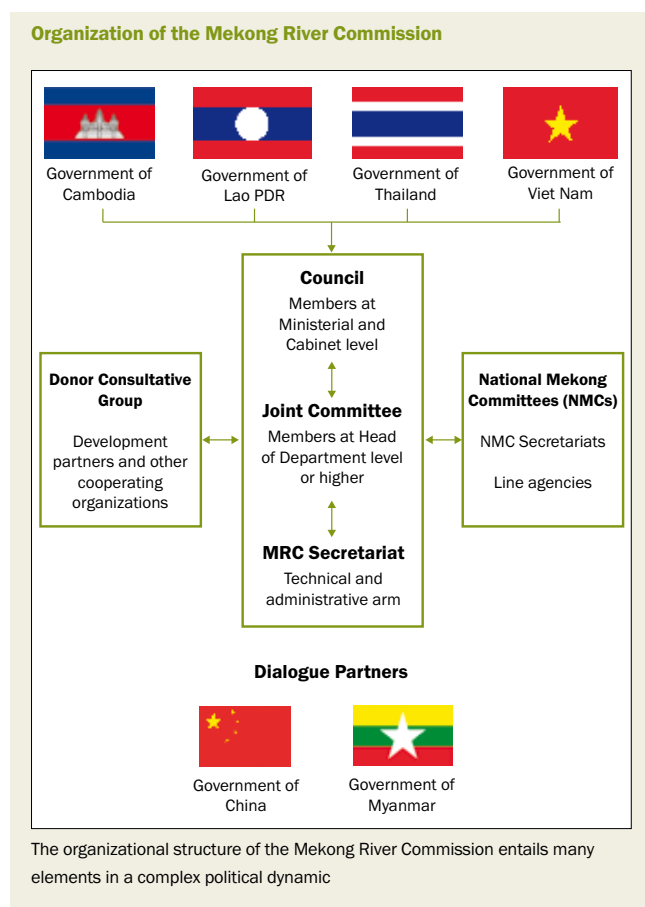 Organization of the Mekong River Commission
Government of
Cambodia
Government of
Lao PDR
Government of
Thailand
Government of
Viet Nam
Council
Members at
Ministerial and
Cabinet level
Donor Consultative
Group
Development
partners and other
cooperating
organizations
Joint Committee
Members at Head
of Department level
or higher
National Mekong
Committees (NMCs)
NMC Secretariats
Line agencies
MRC Secretariat
Technical and
administrative arm
Dialogue Partners
Government of
China
Government of
Myanmar
The organizational structure of the Mekong River Commission entails many
elements in a complex political dynamic